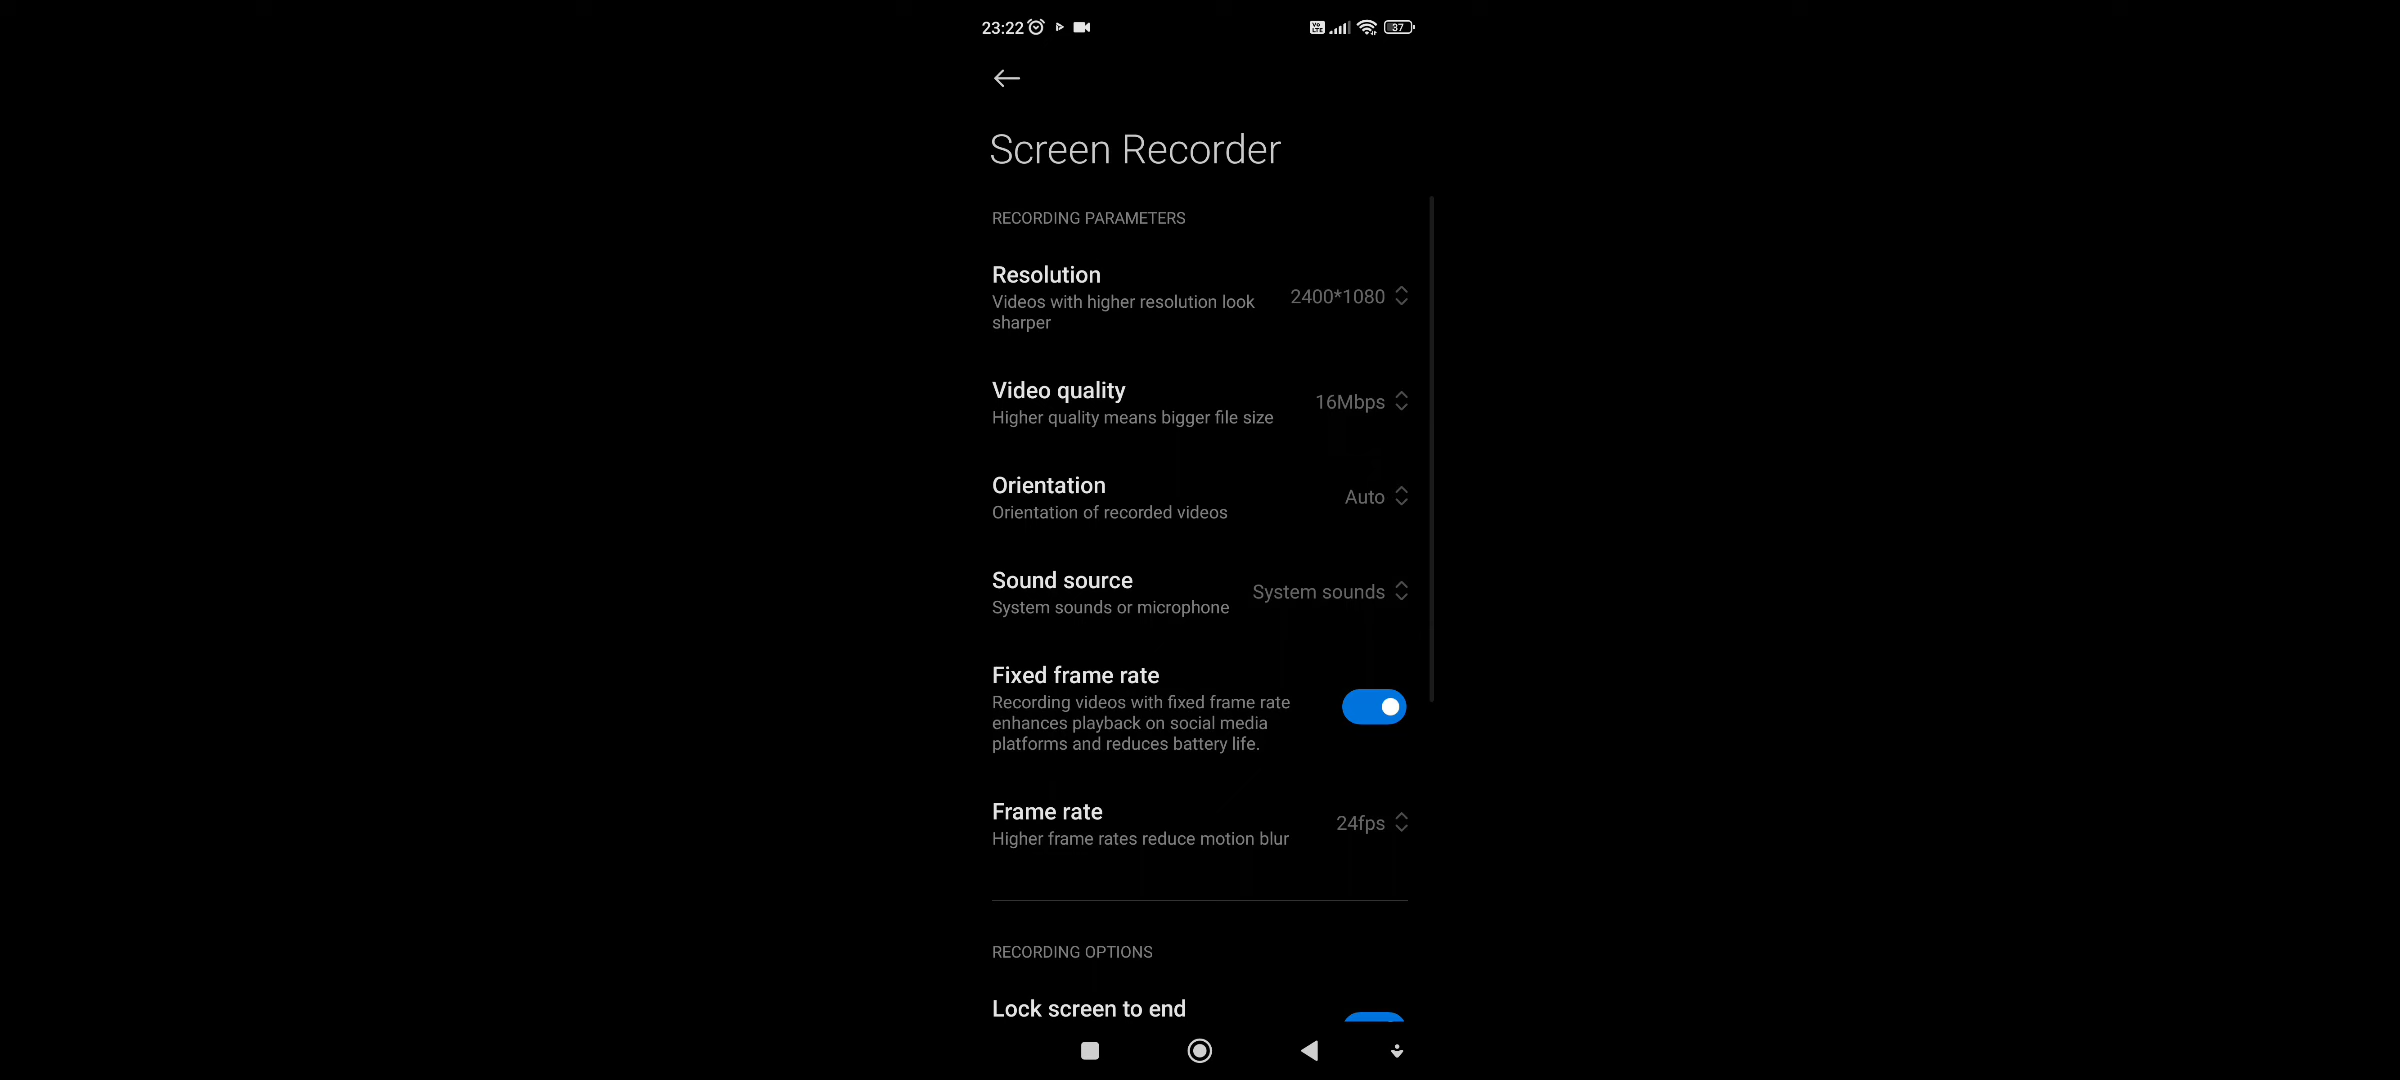 23:22
Vo LTE
37
Screen Recorder
RECORDING PARAMETERS
Resolution
Videos with higher resolution look
sharper
2400*1080
Video quality
Higher quality means bigger file size
16Mbps
Orientation
Orientation of recorded videos
Auto
Sound source
System sounds or microphone
System sounds
Fixed frame rate
Recording videos with fixed frame rate
enhances playback on social media
platforms and reduces battery life.
Frame rate
Higher frame rates reduce motion blur
24fps
RECORDING OPTIONS
Lock screen to end